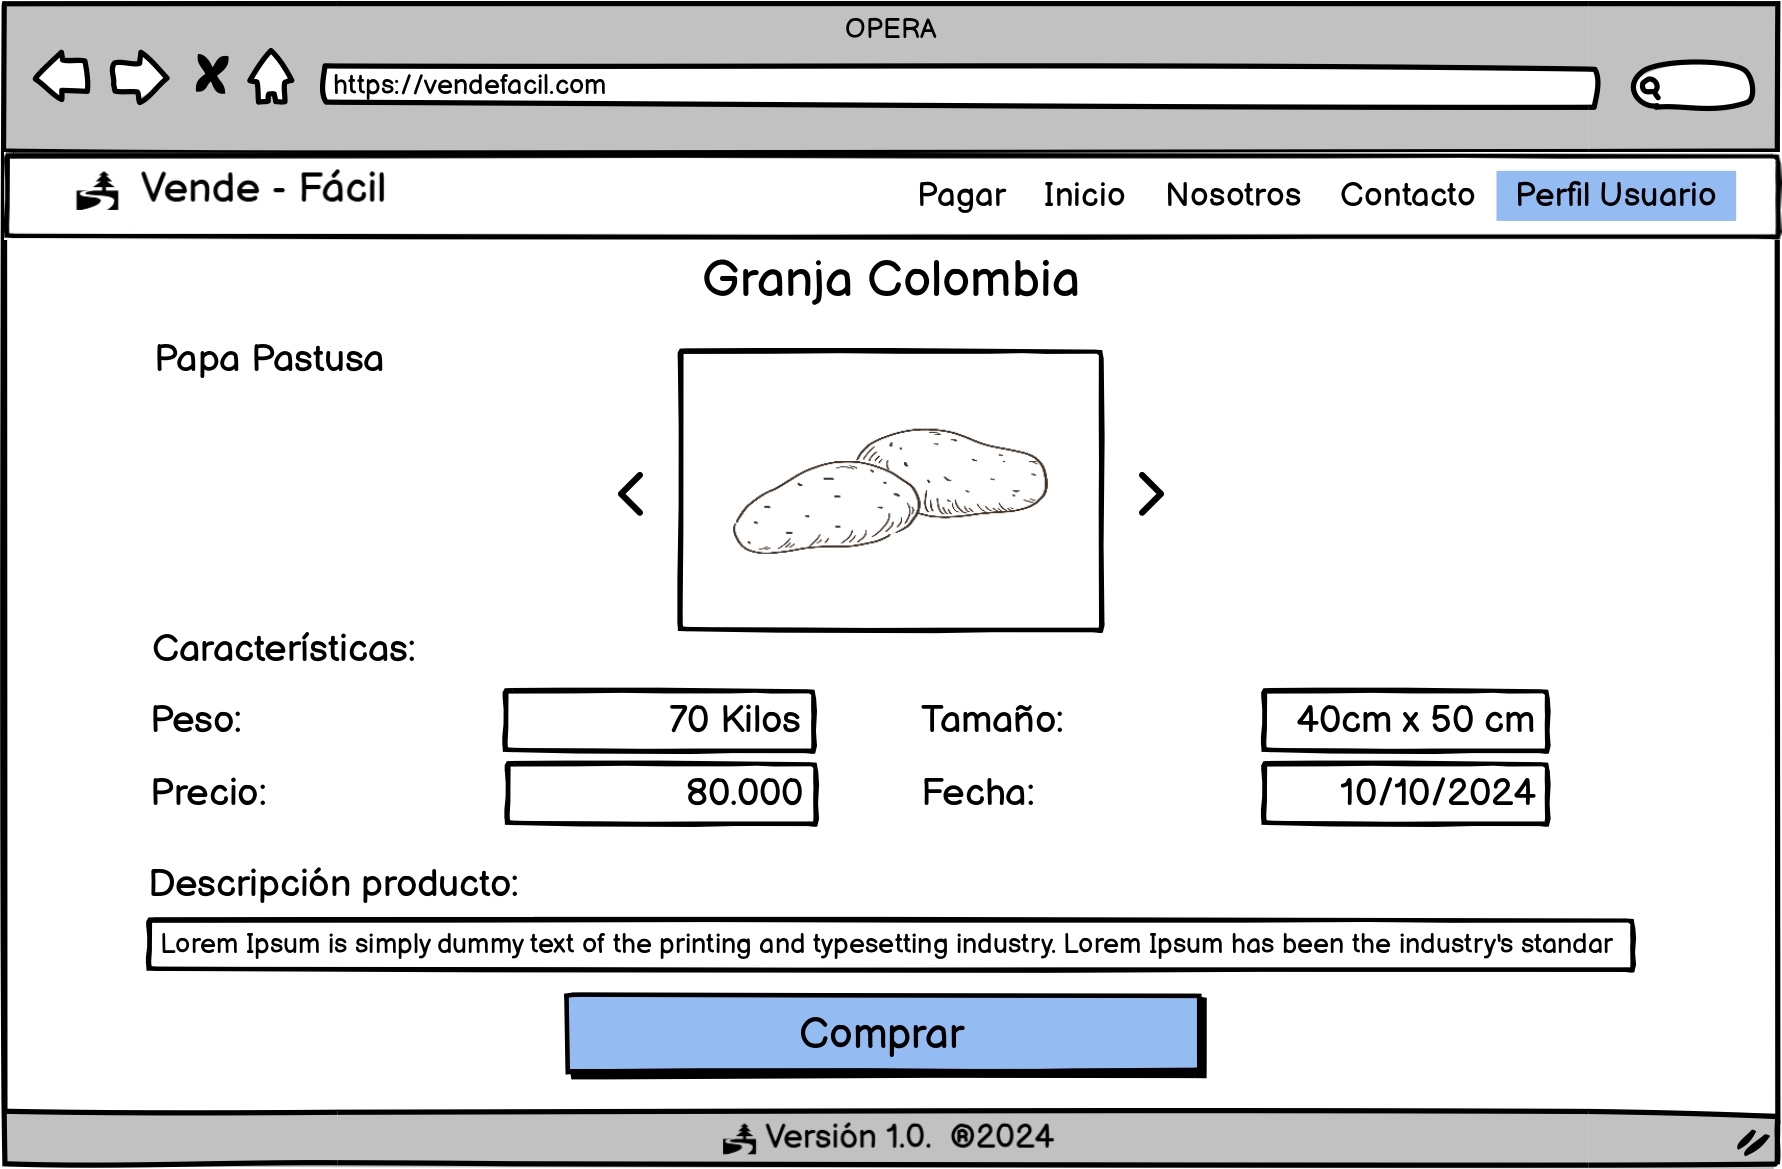 OPERA
https://vendefacil.com
Vende - Fácil
Pagar Inicio Nosotros Contacto Perfil Usuario
Granja Colombia
Papa Pastusa
Características:
Peso: 70 Kilos Tamaño: 40cm x 50 cm
Precio: 80.000 Fecha: 10/10/2024
Descripción producto:
Lorem Ipsum is simply dummy text of the printing and typesetting industry. Lorem Ipsum has been the industry's standar
Comprar
Versión 1.0. ®2024